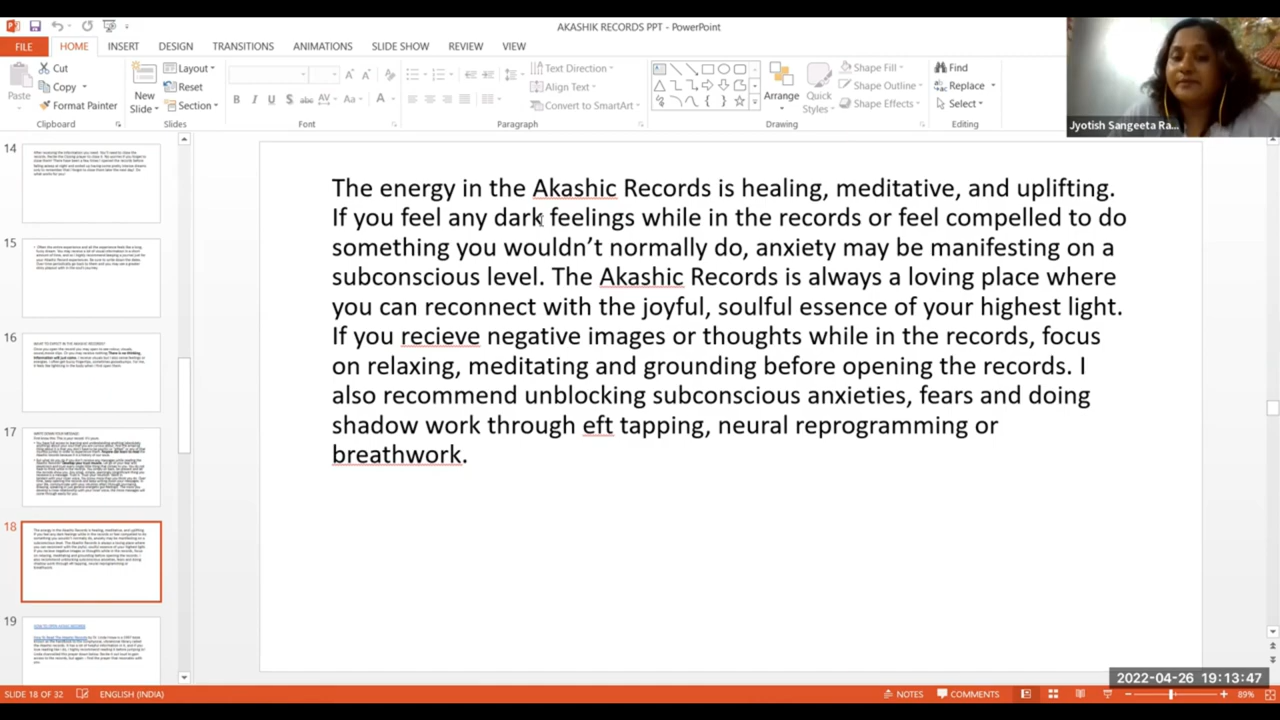 AKASHIK RECORDS PPT - PowerPoint
FILE HOME INSERT DESIGN TRANSITIONS ANIMATIONS SLIDE SHOW REVIEW VIEW
Cut
Copy
Format Painter
Paste
Clipboard
New Slide
Layout
Reset
Section
Slides
Font
Text Direction
Align Text
Convert to SmartArt
Paragraph
Arrange
Quick Styles
Shape Fill
Shape Outline
Shape Effects
Drawing
Find
Replace
Select
Editing
Jyotish Sangeeta Ra...
14
15
16
17
18
19
The energy in the Akashic Records is healing, meditative, and uplifting.
If you feel any dark feelings while in the records or feel compelled to do
something you wouldn't normally do, anxiety may be manifesting on a
subconscious level. The Akashic Records is always a loving place where
you can reconnect with the joyful, soulful essence of your highest light.
If you recieve negative images or thoughts while in the records, focus
on relaxing, meditating and grounding before opening the records. I
also recommend unblocking subconscious anxieties, fears and doing
shadow work through eft tapping, neural reprogramming or
breathwork.
2022-04-26 19:13:47
SLIDE 18 OF 32 ENGLISH (INDIA) NOTES COMMENTS 89%